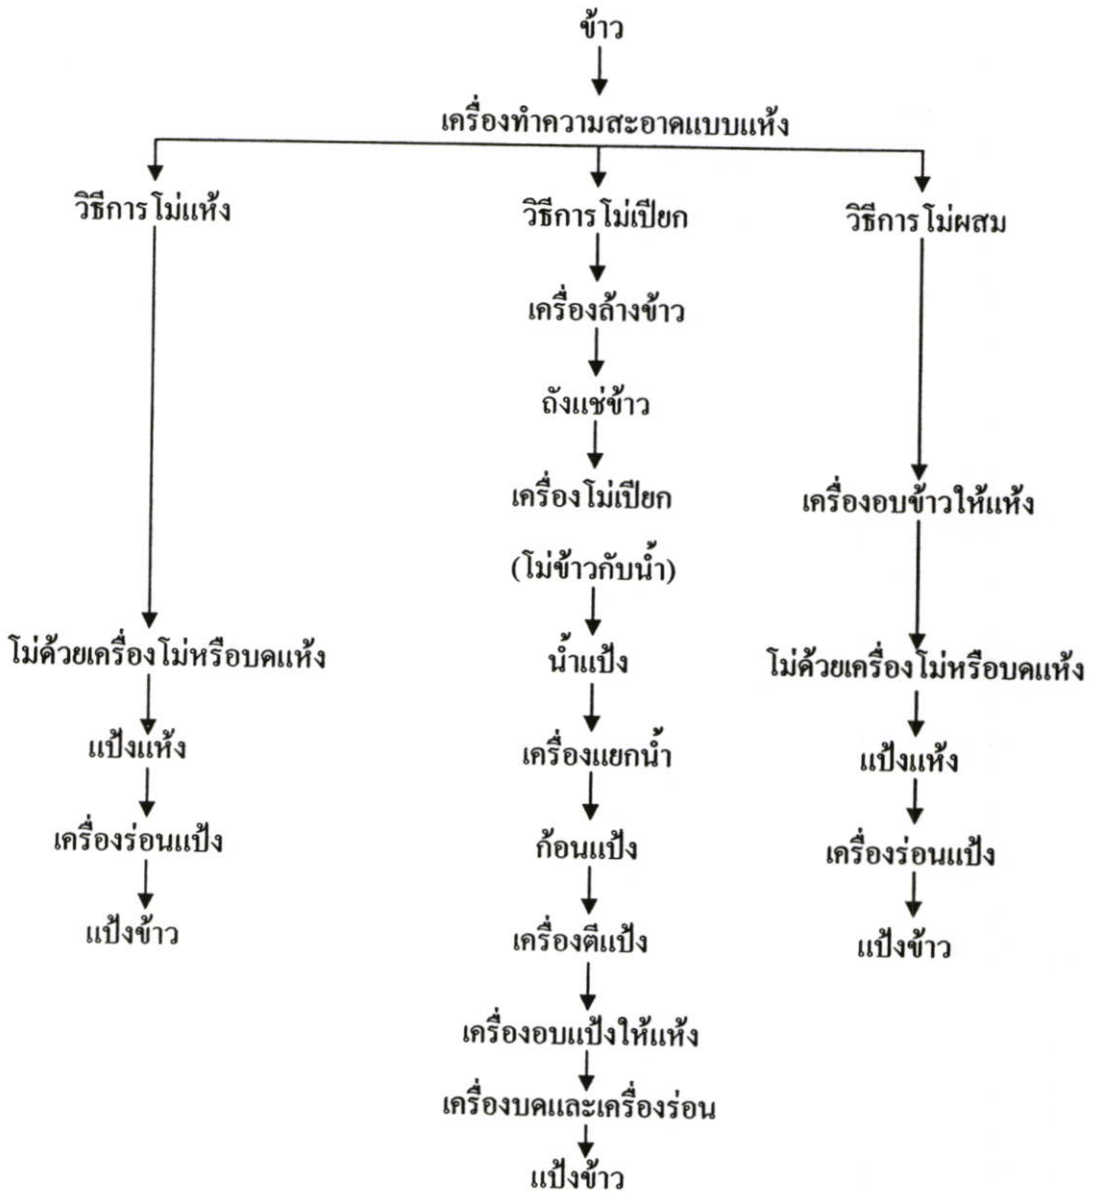 ข้าว
เครื่องทำความสะอาดแบบแห้ง
วิธีการโม่แห้ง
วิธีการโม่เปียก
วิธีการโม่ผสม
เครื่องล้างข้าว
ถังแช่ข้าว
เครื่องโม่เปียก
เครื่องอบข้าวให้แห้ง
(โม่ข้าวกับน้ำ)
โม่ด้วยเครื่องโม่หรือบดแห้ง
น้ำแป้ง
โม่ด้วยเครื่องโม่หรือบดแห้ง
แป้งแห้ง
เครื่องแยกน้ำ
แป้งแห้ง
เครื่องร่อนแป้ง
ก้อนแป้ง
เครื่องร่อนแป้ง
แป้งข้าว
เครื่องตีแป้ง
แป้งข้าว
เครื่องอบแป้งให้แห้ง
เครื่องบดและเครื่องร่อน
แป้งข้าว